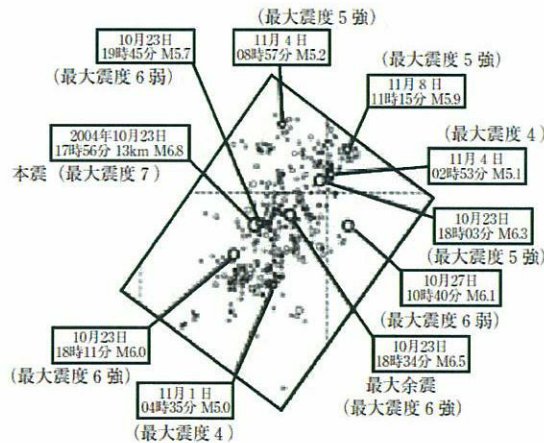 (最大震度5強)
10月23日
19時45分 M5.7
(最大震度6弱)
11月4日
08時57分 M5.2
(最大震度5強)
11月8日
11時15分 M5.9
2004年10月23日
17時56分 13km M6.8
本震(最大震度7)
(最大震度4)
11月4日
02時53分 M5.1
10月23日
18時03分 M6.3
(最大震度5強)
10月27日
10時40分 M6.1
(最大震度6弱)
10月23日
18時11分 M6.0
(最大震度6強)
10月23日
18時34分 M6.5
最大余震
(最大震度6強)
11月1日
04時35分 M5.0
(最大震度4)